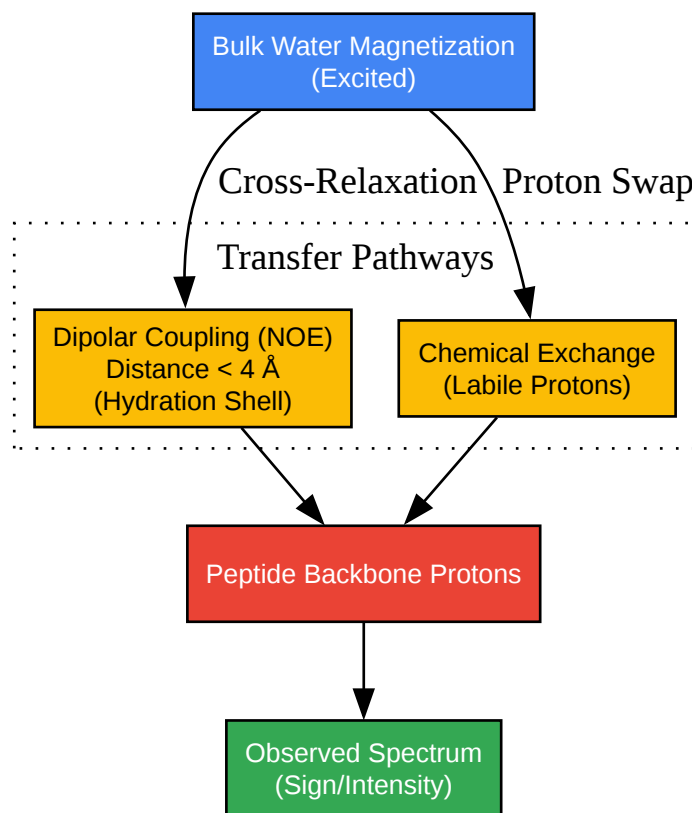 Bulk Water Magnetization
(Excited)
Cross-Relaxation
Proton Swap
Transfer Pathways
Dipolar Coupling (NOE)
Distance < 4 Å
(Hydration Shell)
Chemical Exchange
(Labile Protons)
Peptide Backbone Protons
Observed Spectrum
(Sign/Intensity)